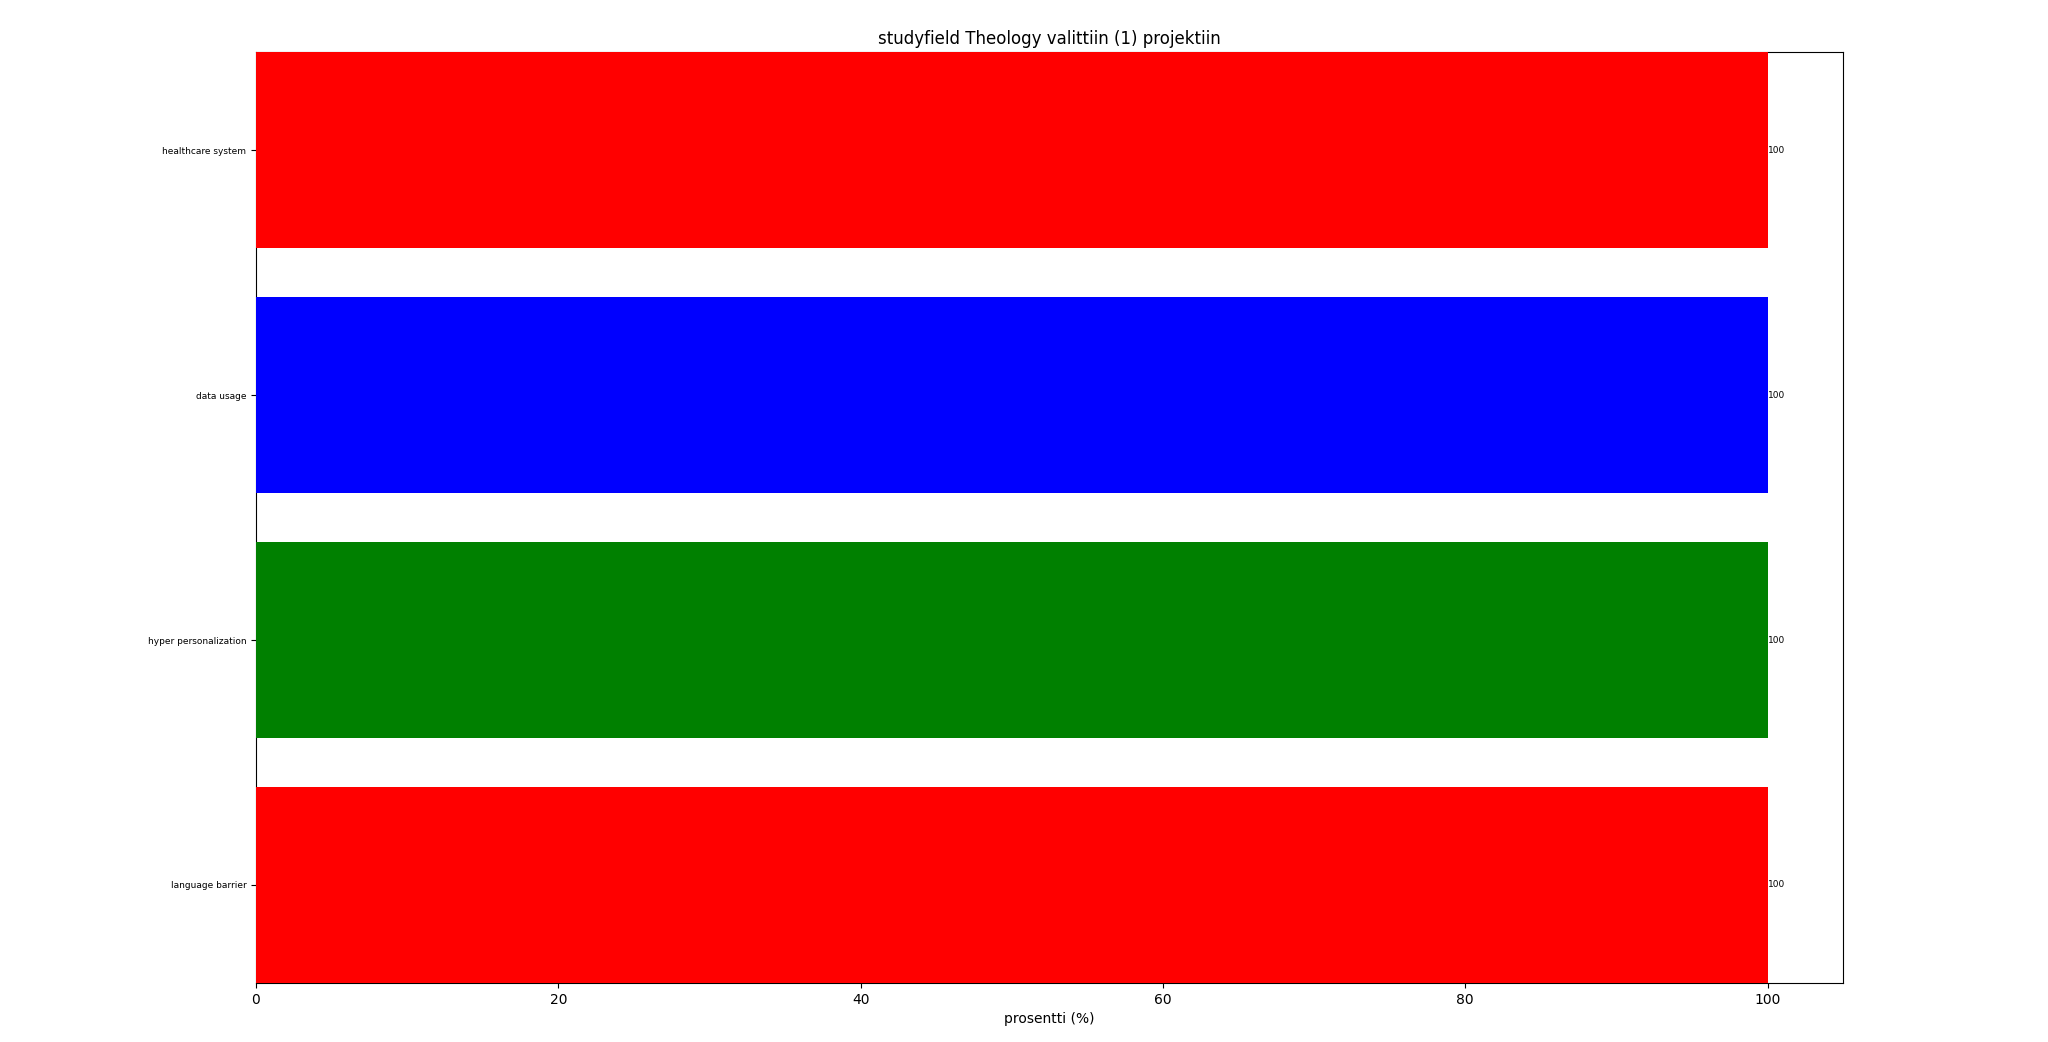 studyfield Theology valittiin (1) projektiin
healthcare system
100
data usage
100
hyper personalization
100
language barrier
100
0 20 40 60 80 100
prosentti (%)